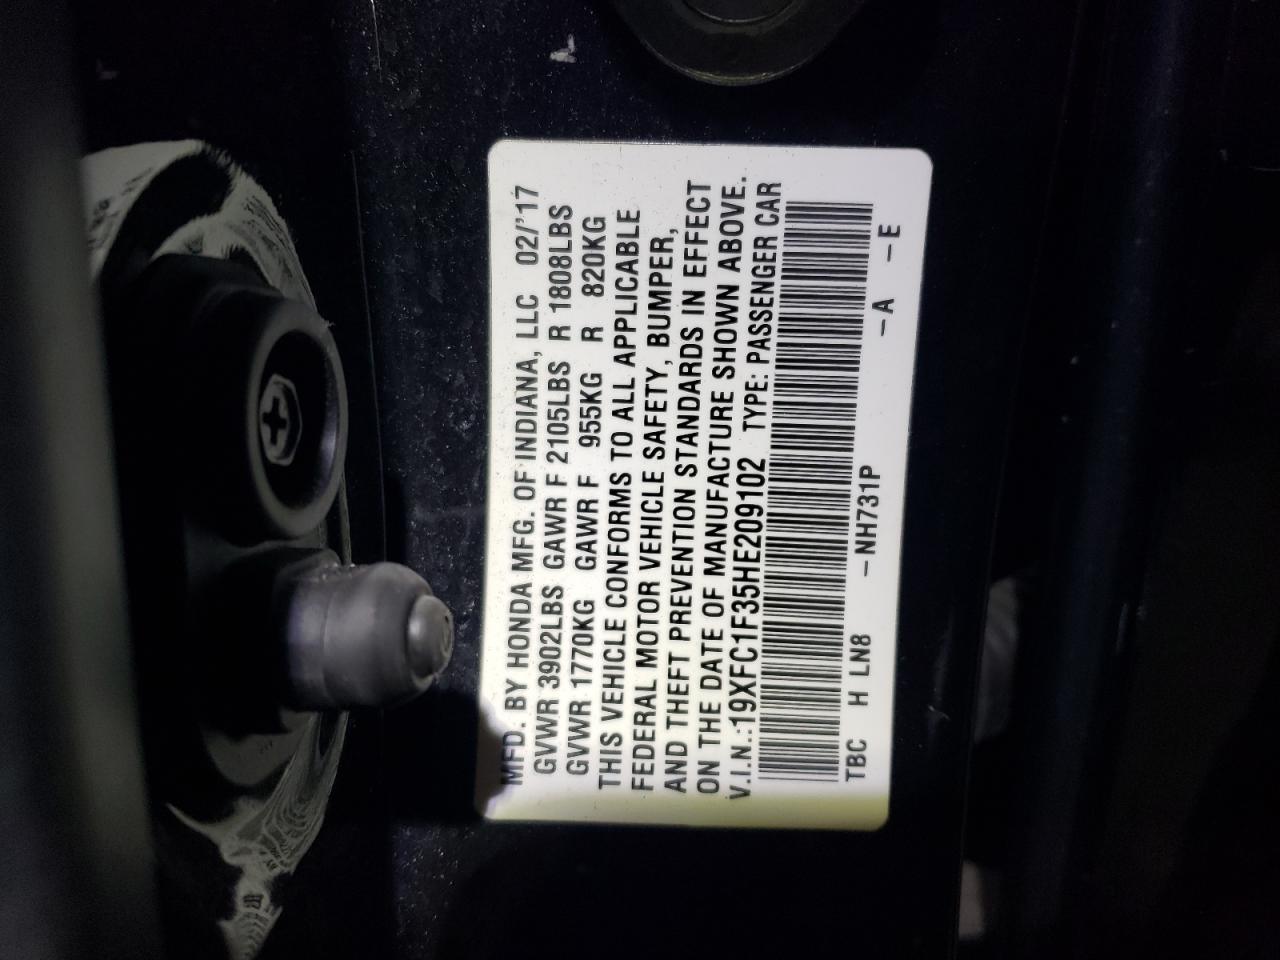 MFD. BY HONDA MFG. OF INDIANA, LLC 02/'17
GVWR 3902LBS GAWR F 2105LBS R 1808LBS
GVWR 1770KG GAWR F 955KG R 820KG
THIS VEHICLE CONFORMS TO ALL APPLICABLE
FEDERAL MOTOR VEHICLE SAFETY, BUMPER,
AND THEFT PREVENTION STANDARDS IN EFFECT
ON THE DATE OF MANUFACTURE SHOWN ABOVE.
V.I.N.:19XFC1F35HE209102 TYPE: PASSENGER CAR
TBC H LN8 -NH731P -A -E